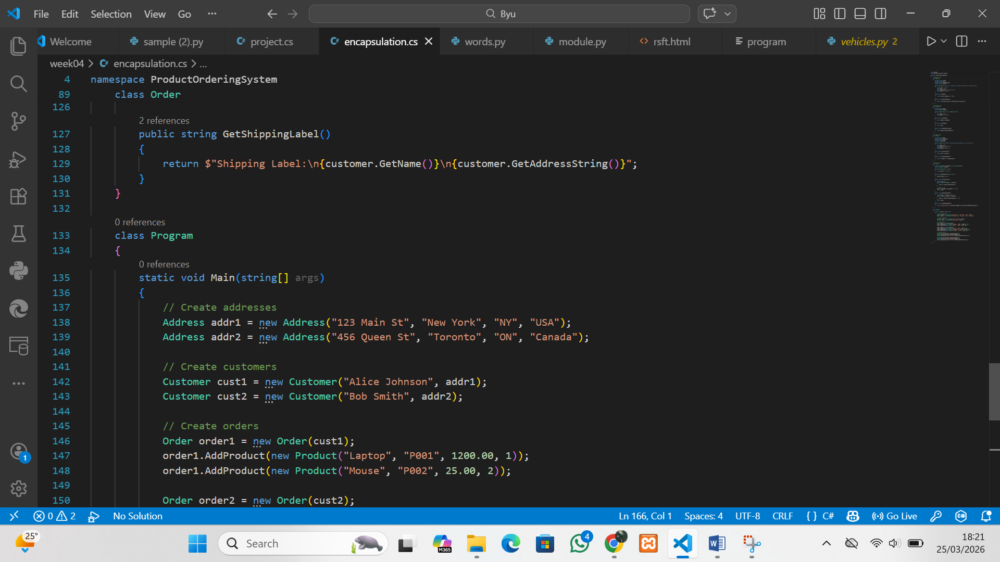 File Edit Selection View Go ···
Byu
Welcome
sample (2).py
project.cs
encapsulation.cs
words.py
module.py
rsft.html
program
vehicles.py 2
week04 > encapsulation.cs > ...
4 namespace ProductOrderingSystem
89 class Order
126
2 references
127 public string GetShippingLabel()
128 {
129 return $"Shipping Label:\n{customer.GetName()}\n{customer.GetAddressString()}";
130 }
131 }
132
0 references
133 class Program
134 {
0 references
135 static void Main(string[] args)
136 {
137 // Create addresses
138 Address addr1 = new Address("123 Main St", "New York", "NY", "USA");
139 Address addr2 = new Address("456 Queen St", "Toronto", "ON", "Canada");
140
141 // Create customers
142 Customer cust1 = new Customer("Alice Johnson", addr1);
143 Customer cust2 = new Customer("Bob Smith", addr2);
144
145 // Create orders
146 Order order1 = new Order(cust1);
147 order1.AddProduct(new Product("Laptop", "P001", 1200.00, 1));
148 order1.AddProduct(new Product("Mouse", "P002", 25.00, 2));
149
150 Order order2 = new Order(cust2);
1
0 2 No Solution Ln 166, Col 1 Spaces: 4 UTF-8 CRLF { } C# Go Live
25° Search M365 4 18:21
25/03/2026